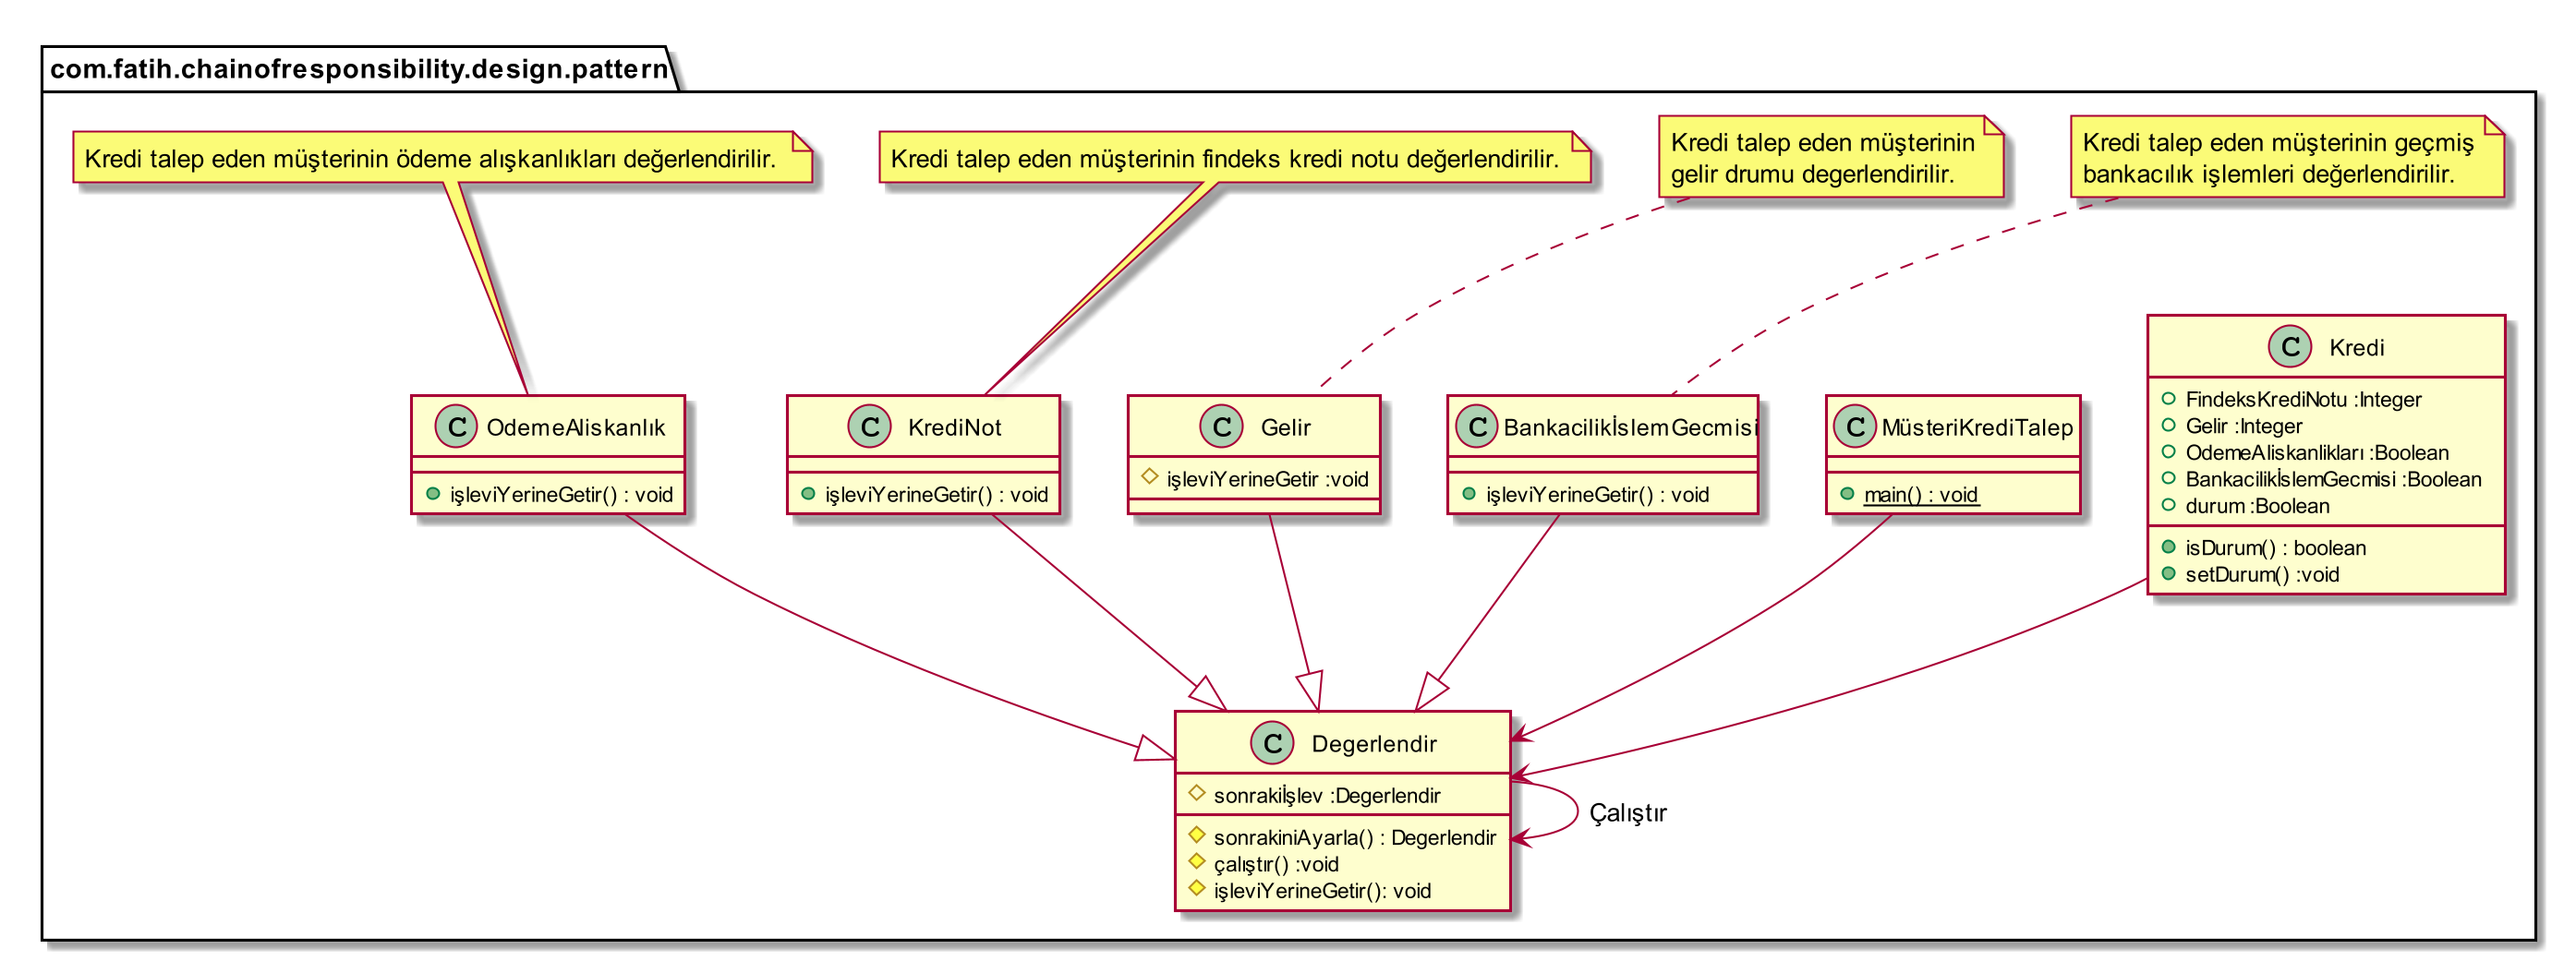 com.fatih.chainofresponsibility.design.pattern
Kredi talep eden müşterinin ödeme alışkanlıkları değerlendirilir.
Kredi talep eden müşterinin findeks kredi notu değerlendirilir.
Kredi talep eden müşterinin
gelir drumu degerlendirilir.
Kredi talep eden müşterinin geçmiş
bankacılık işlemleri değerlendirilir.
C OdemeAliskanlık
işleviYerineGetir() : void
C KrediNot
işleviYerineGetir() : void
C Gelir
işleviYerineGetir :void
C BankacilikİslemGecmisi
işleviYerineGetir() : void
C MüsteriKrediTalep
main() : void
C Kredi
FindeksKrediNotu :Integer
Gelir :Integer
OdemeAliskanlikları :Boolean
BankacilikİslemGecmisi :Boolean
durum :Boolean
isDurum() : boolean
setDurum() :void
C Degerlendir
sonrakiİşlev :Degerlendir
sonrakiniAyarla() : Degerlendir
çalıştır() :void
işleviYerineGetir(): void
Çalıştır